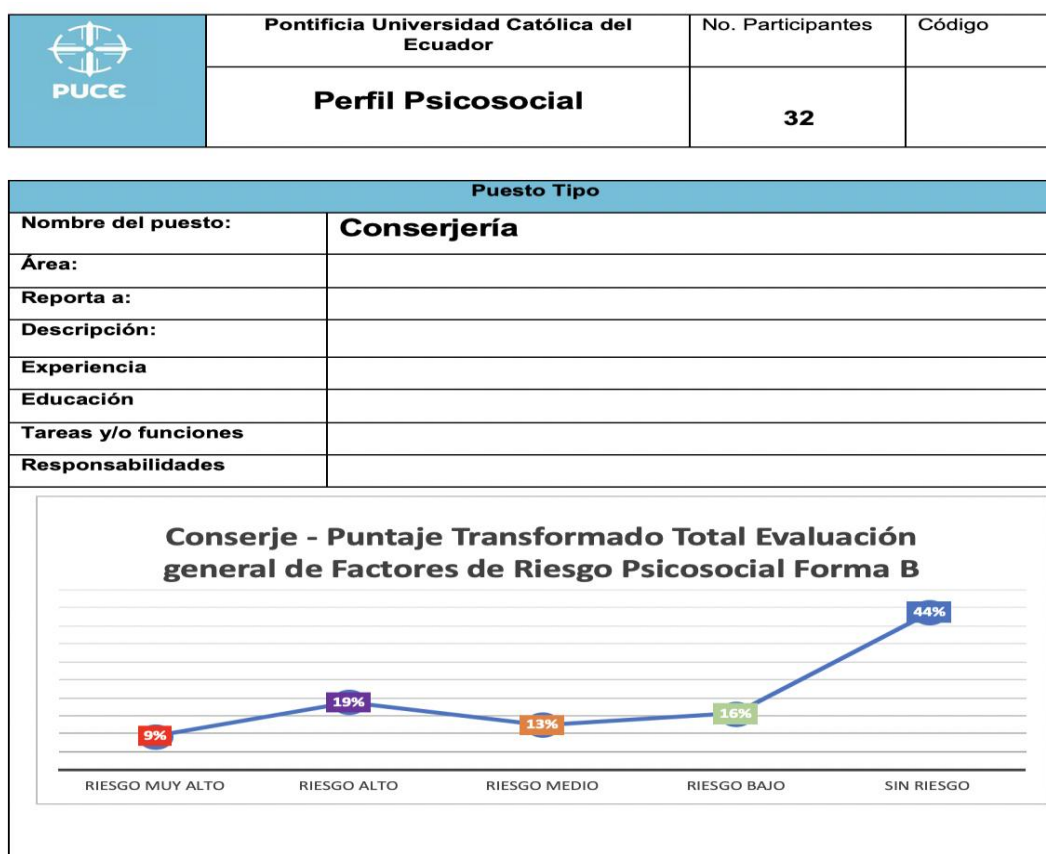 PUCE
Pontificia Universidad Católica del
Ecuador
No. Participantes
Código
Perfil Psicosocial
32
Puesto Tipo
Nombre del puesto:
Conserjería
Área:
Reporta a:
Descripción:
Experiencia
Educación
Tareas y/o funciones
Responsabilidades
Conserje - Puntaje Transformado Total Evaluación
general de Factores de Riesgo Psicosocial Forma B
9%
19%
13%
16%
44%
RIESGO MUY ALTO
RIESGO ALTO
RIESGO MEDIO
RIESGO BAJO
SIN RIESGO